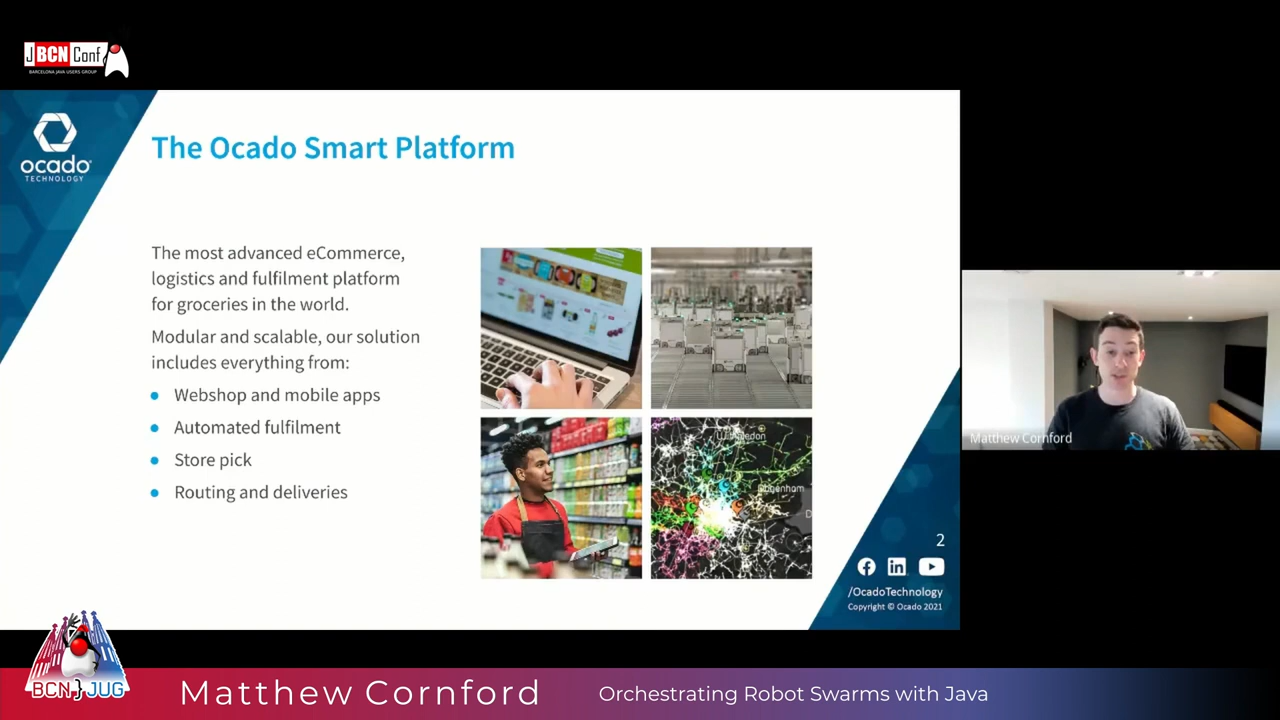 JBCNConf
BARCELONA JAVA USERS GROUP
ocado
TECHNOLOGY
The Ocado Smart Platform
The most advanced eCommerce,
logistics and fulfilment platform
for groceries in the world.
Modular and scalable, our solution
includes everything from:
Webshop and mobile apps
Automated fulfilment
Store pick
Routing and deliveries
Matthew Cornford
2
/OcadoTechnology
Copyright © Ocado 2021
BCN}JUG
Matthew Cornford
Orchestrating Robot Swarms with Java